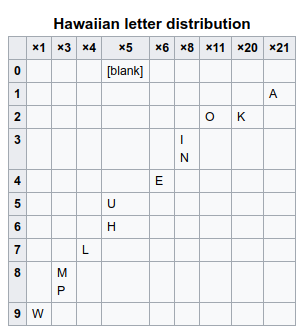 Hawaiian letter distribution
×1 ×3 ×4 ×5 ×6 ×8 ×11 ×20 ×21
0 [blank]
1 A
2 O K
3 I
N
4 E
5 U
6 H
7 L
8 M
P
9 W